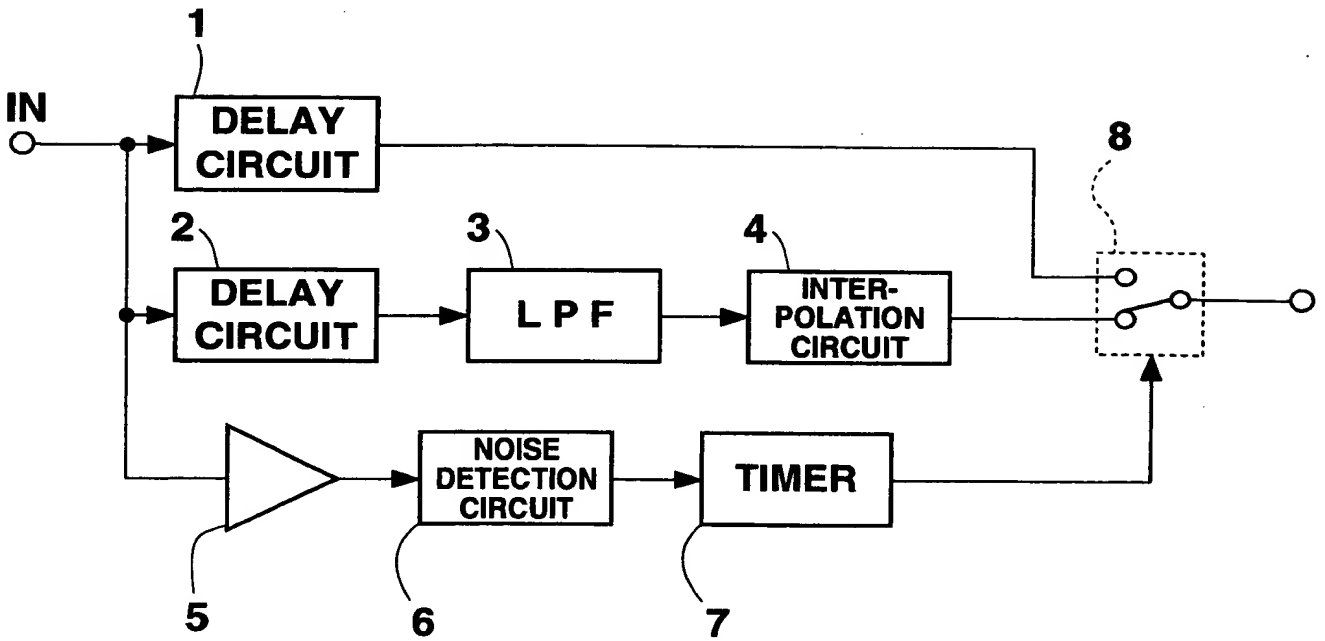 1
IN
DELAY
CIRCUIT
8
2
DELAY
CIRCUIT
3
L P F
4
INTER-
POLATION
CIRCUIT
5
NOISE
DETECTION
CIRCUIT
6
TIMER
7